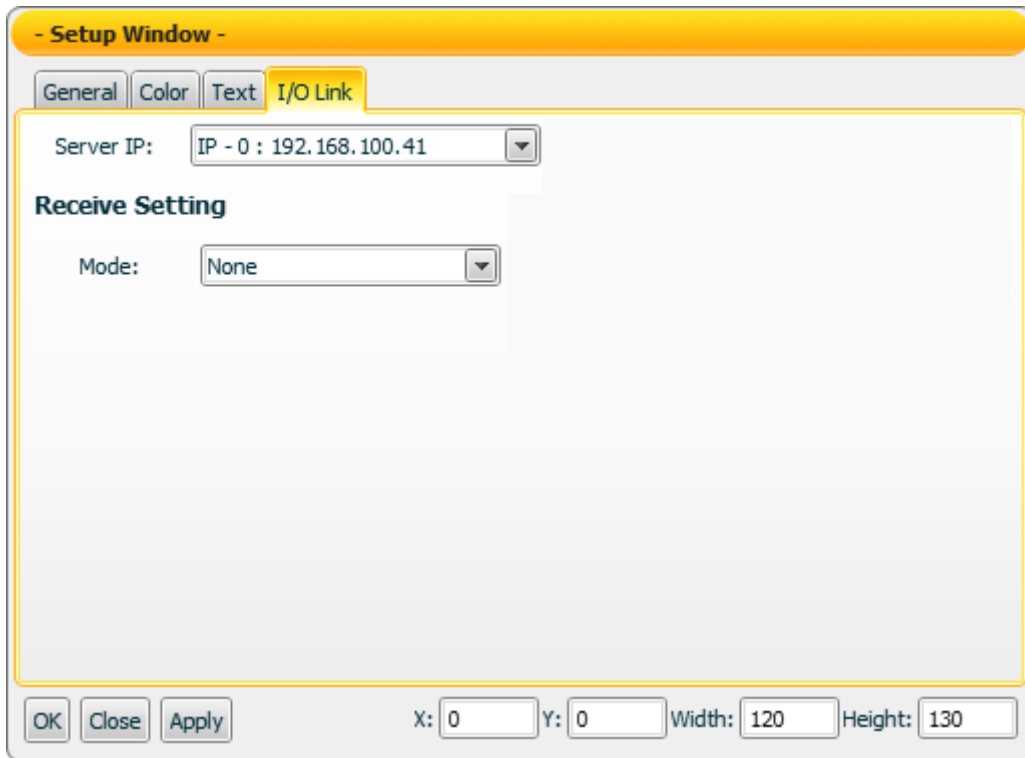 - Setup Window -
General Color Text I/O Link
Server IP: IP - 0 : 192.168.100.41
Receive Setting
Mode: None
OK Close Apply X: 0 Y: 0 Width: 120 Height: 130